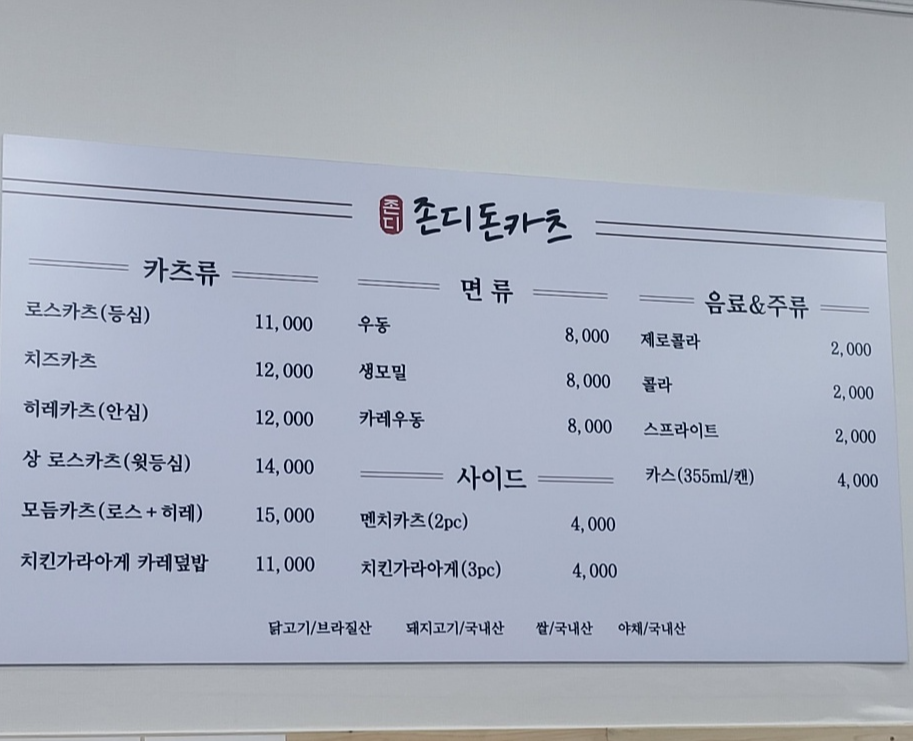 존디 존디돈카츠
카츠류
로스카츠(등심) 11,000
치즈카츠 12,000
히레카츠(안심) 12,000
상 로스카츠(윗등심) 14,000
모듬카츠(로스+히레) 15,000
치킨가라아게 카레덮밥 11,000
면 류
우동 8,000
생모밀 8,000
카레우동 8,000
사이드
멘치카츠(2pc) 4,000
치킨가라아게(3pc) 4,000
음료&주류
제로콜라 2,000
콜라 2,000
스프라이트 2,000
카스(355ml/캔) 4,000
닭고기/브라질산 돼지고기/국내산 쌀/국내산 야채/국내산